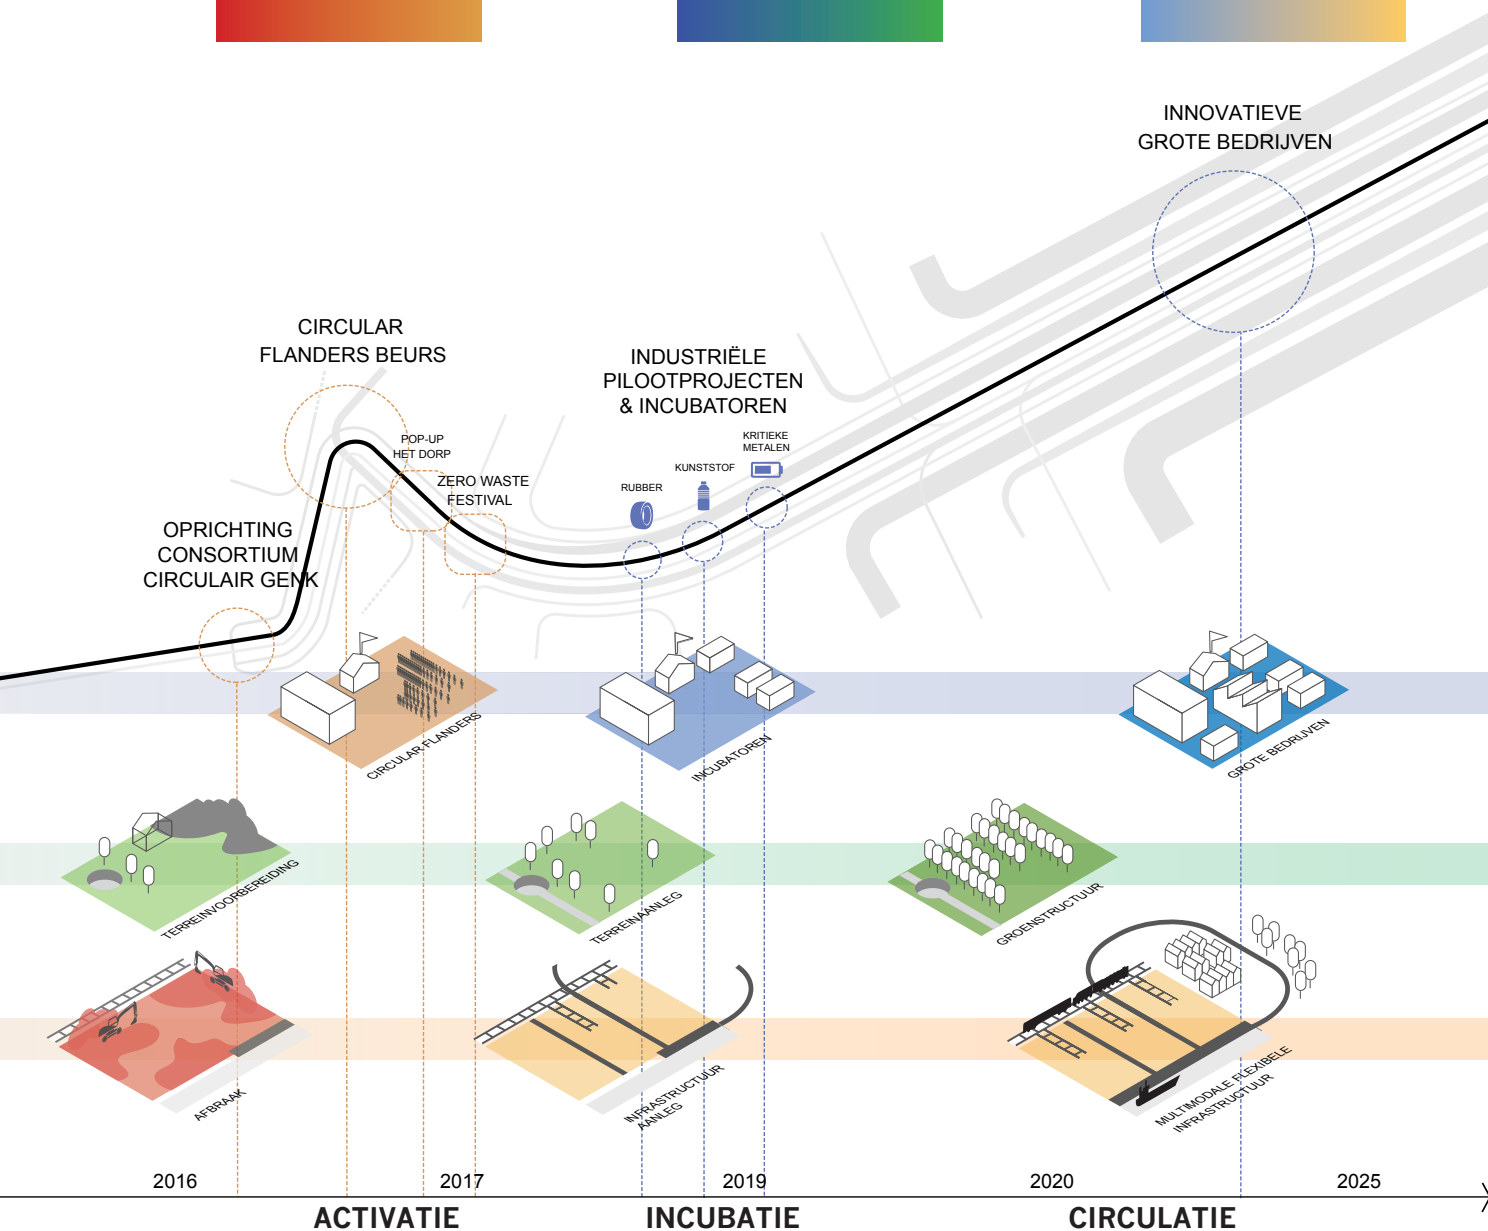 INNOVATIEVE
GROTE BEDRIJVEN
CIRCULAR
FLANDERS BEURS
INDUSTRIËLE
PILOOTPROJECTEN
& INCUBATOREN
POP-UP
HET DORP
KRITIEKE
METALEN
KUNSTSTOF
ZERO WASTE
FESTIVAL
RUBBER
OPRICHTING
CONSORTIUM
CIRCULAIR GENK
CIRCULAR FLANDERS
INCUBATOREN
GROTE BEDRIJVEN
TERREINVOORBEREIDING
TERREINAANLEG
GROENSTRUCTUUR
AFBRAAK
INFRASTRUCTUUR
AANLEG
MULTIMODALE FLEXIBELE
INFRASTRUCTUUR
2016
2017
2019
2020
2025
ACTIVATIE
INCUBATIE
CIRCULATIE